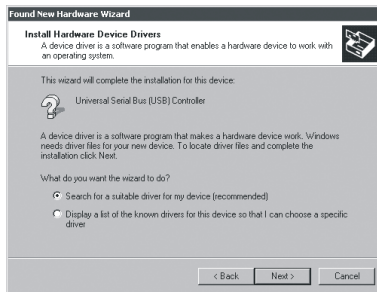 Found New Hardware Wizard
Install Hardware Device Drivers
A device driver is a software program that enables a hardware device to work with
an operating system.
This wizard will complete the installation for this device:
Universal Serial Bus (USB) Controller
A device driver is a software program that makes a hardware device work. Windows
needs driver files for your new device. To locate driver files and complete the
installation click Next.
What do you want the wizard to do?
Search for a suitable driver for my device (recommended)
Display a list of the known drivers for this device so that I can choose a specific
driver
< Back Next > Cancel